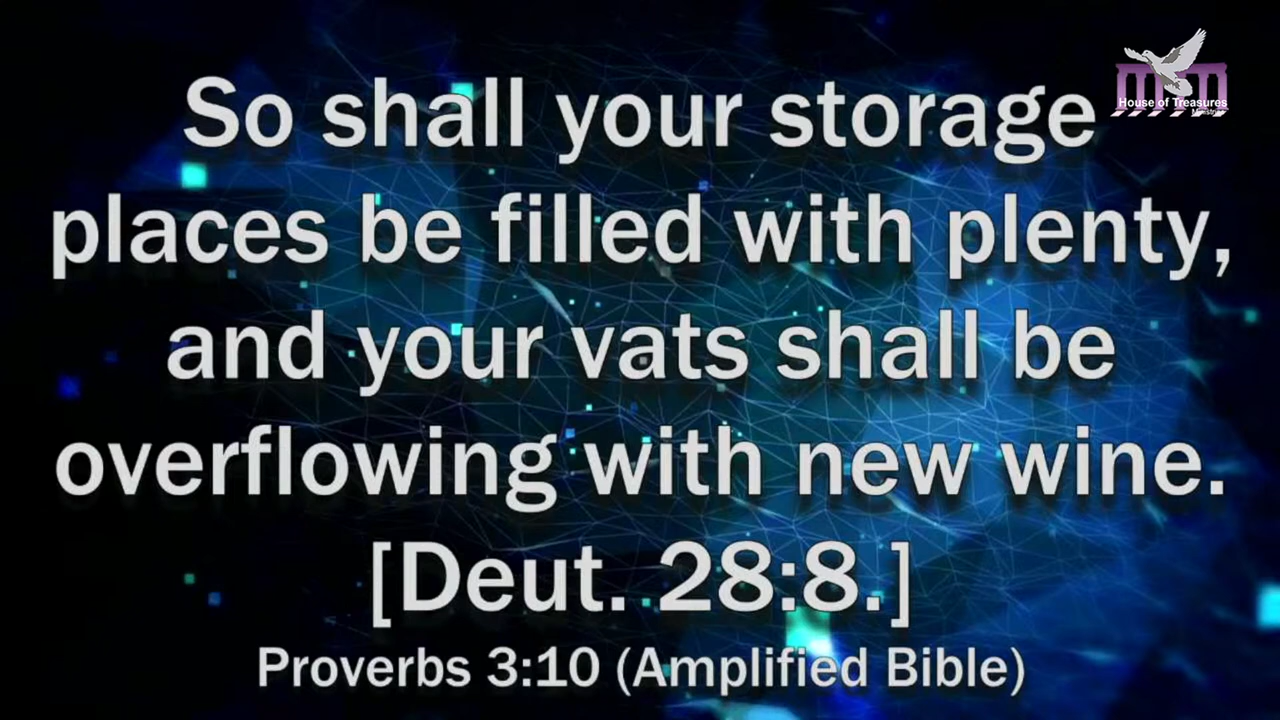 So shall your storage
places be filled with plenty,
and your vats shall be
overflowing with new wine.
[Deut. 28:8.]
Proverbs 3:10 (Amplified Bible)
House of Treasures